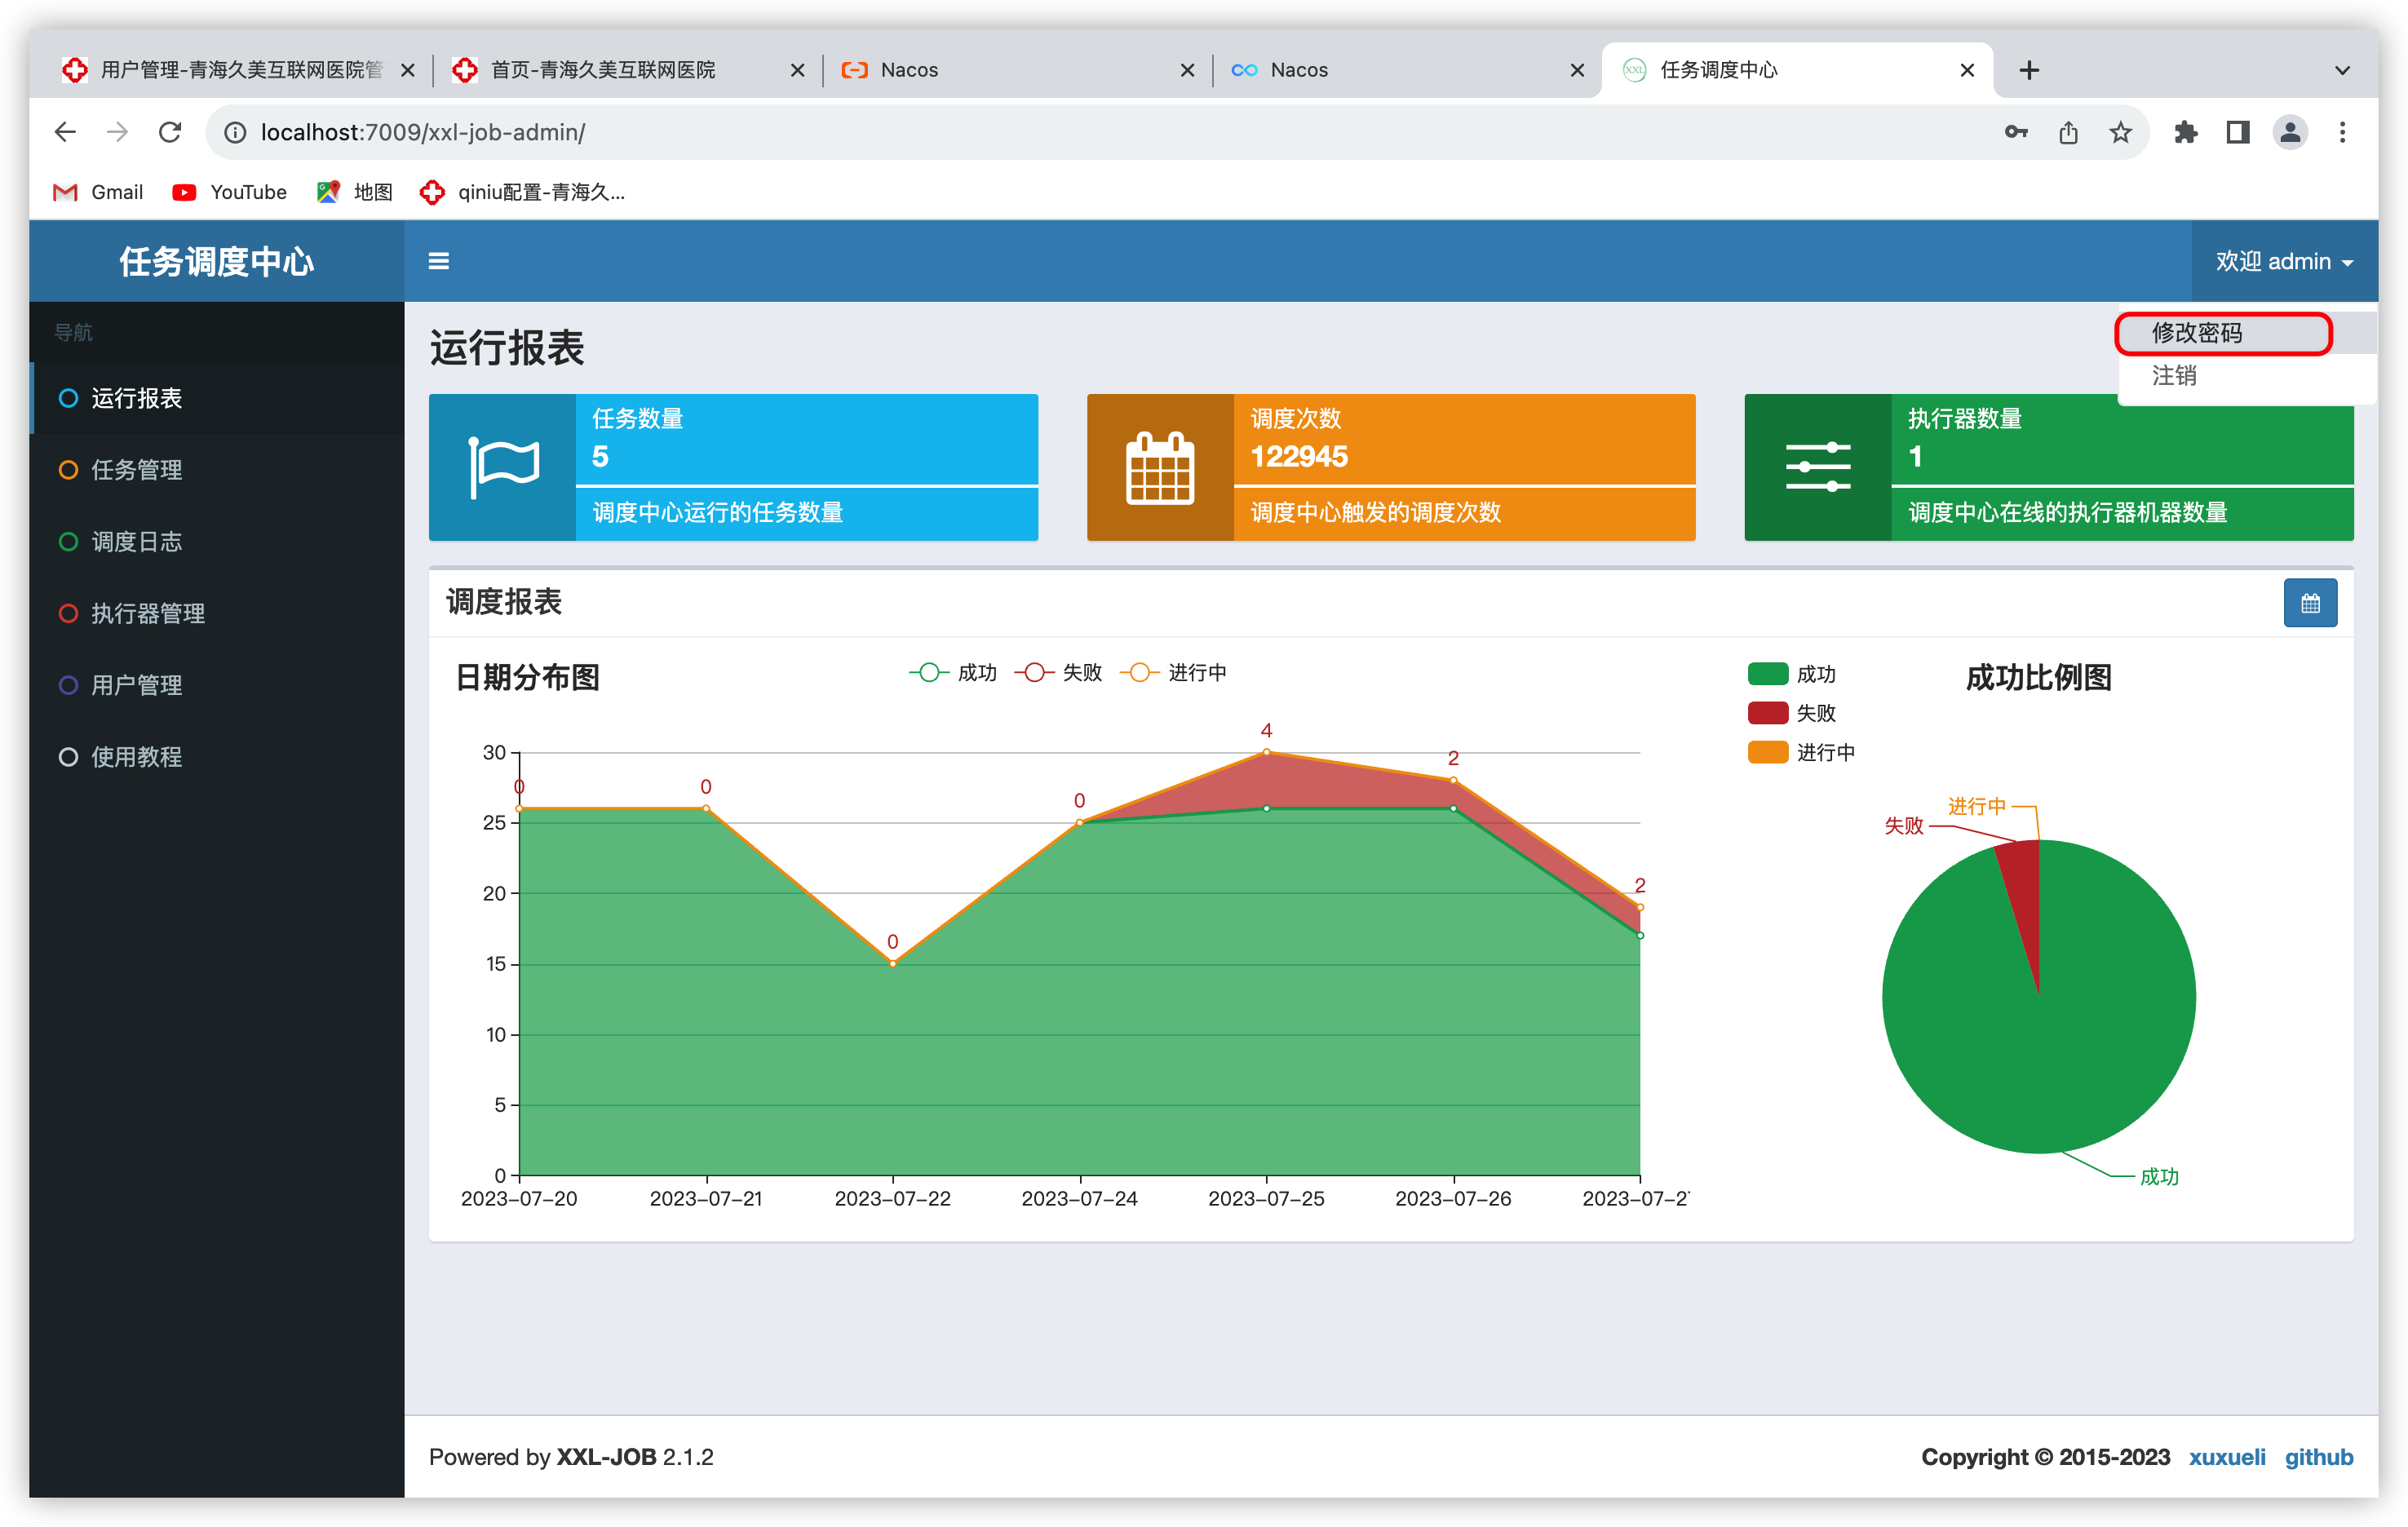 用户管理-青海久美互联网医院管
首页-青海久美互联网医院
Nacos
Nacos
任务调度中心
localhost:7009/xxl-job-admin/
Gmail
YouTube
地图
qiniu配置-青海久...
任务调度中心
欢迎 admin
修改密码
注销
导航
运行报表
任务管理
调度日志
执行器管理
用户管理
使用教程
运行报表
任务数量
5
调度中心运行的任务数量
调度次数
122945
调度中心触发的调度次数
执行器数量
1
调度中心在线的执行器机器数量
调度报表
日期分布图
成功 失败 进行中
30
25
20
15
10
5
0
0
0
0
0
4
2
2
2023-07-20
2023-07-21
2023-07-22
2023-07-24
2023-07-25
2023-07-26
2023-07-2
成功比例图
成功
失败
进行中
进行中
失败
成功
Powered by XXL-JOB 2.1.2
Copyright © 2015-2023 xuxueli github